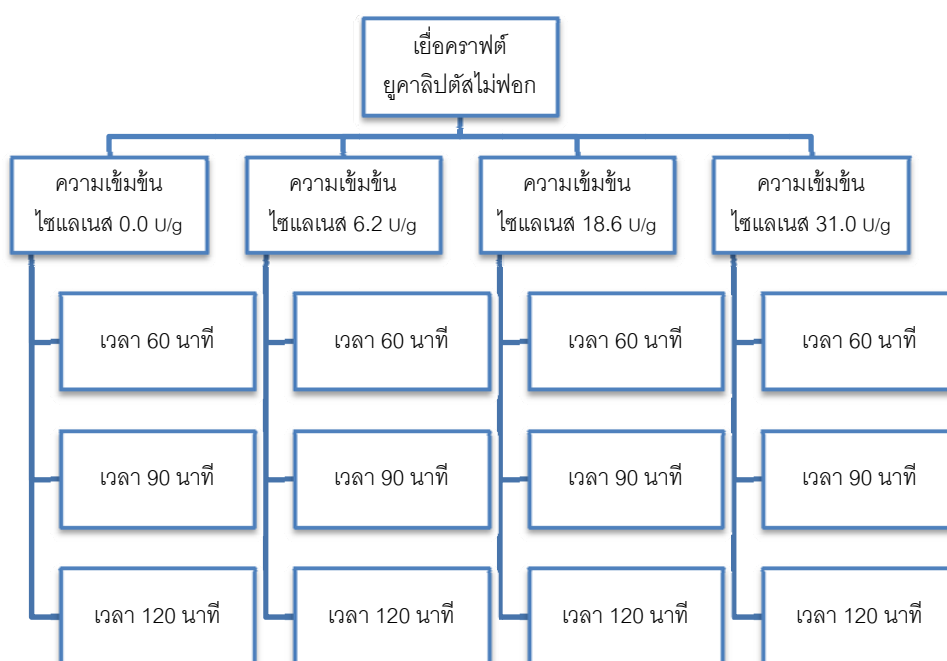 เยื่อคราฟต์
ยูคาลิปตัสไม่ฟอก
ความเข้มข้น
ไซแลเนส 0.0 U/g
ความเข้มข้น
ไซแลเนส 6.2 U/g
ความเข้มข้น
ไซแลเนส 18.6 U/g
ความเข้มข้น
ไซแลเนส 31.0 U/g
เวลา 60 นาที
เวลา 60 นาที
เวลา 60 นาที
เวลา 60 นาที
เวลา 90 นาที
เวลา 90 นาที
เวลา 90 นาที
เวลา 90 นาที
เวลา 120 นาที
เวลา 120 นาที
เวลา 120 นาที
เวลา 120 นาที